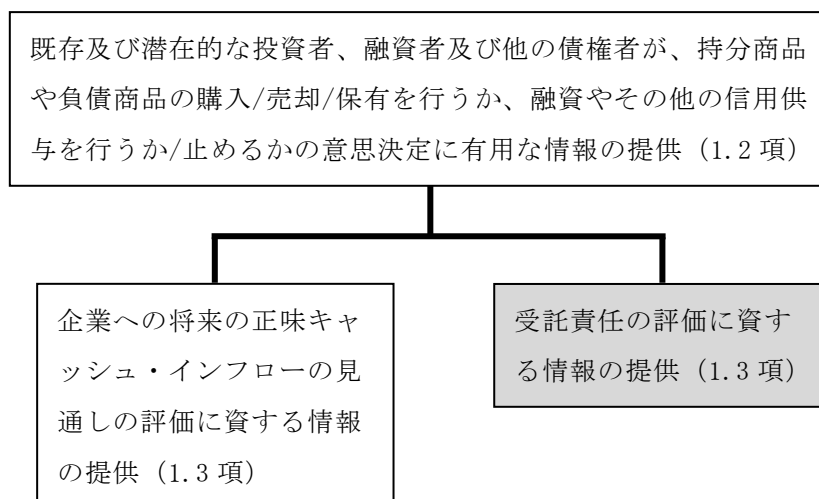 既存及び潜在的な投資者、融資者及び他の債権者が、持分商品
や負債商品の購入/売却/保有を行うか、融資やその他の信用供
与を行うか/止めるかの意思決定に有用な情報の提供（1.2 項）
企業への将来の正味キャ
ッシュ・インフローの見
通しの評価に資する情報
の提供（1.3 項）
受託責任の評価に資す
る情報の提供（1.3 項）